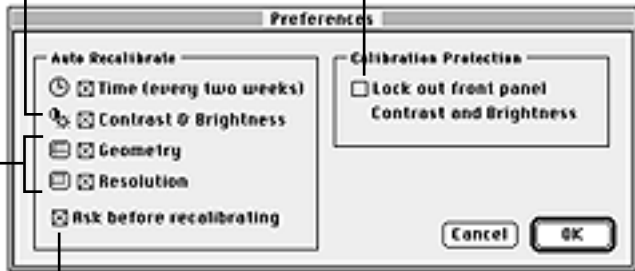 Preferences
Auto Recalibrate
Time (every two weeks)
Contrast & Brightness
Geometry
Resolution
Ask before recalibrating
Calibration Protection
Lock out front panel
Contrast and Brightness
Cancel
OK